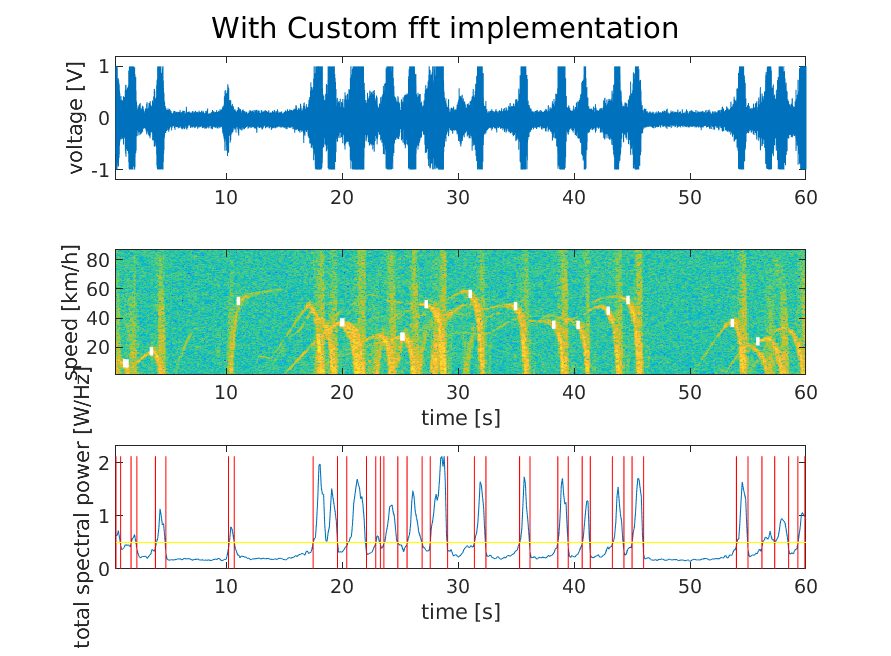 With Custom fft implementation
voltage [V]
1
0
-1
10 20 30 40 50 60
speed [km/h]
80
60
40
20
10 20 30 40 50 60
time [s]
total spectral power [W/Hz]
2
1
0
10 20 30 40 50 60
time [s]